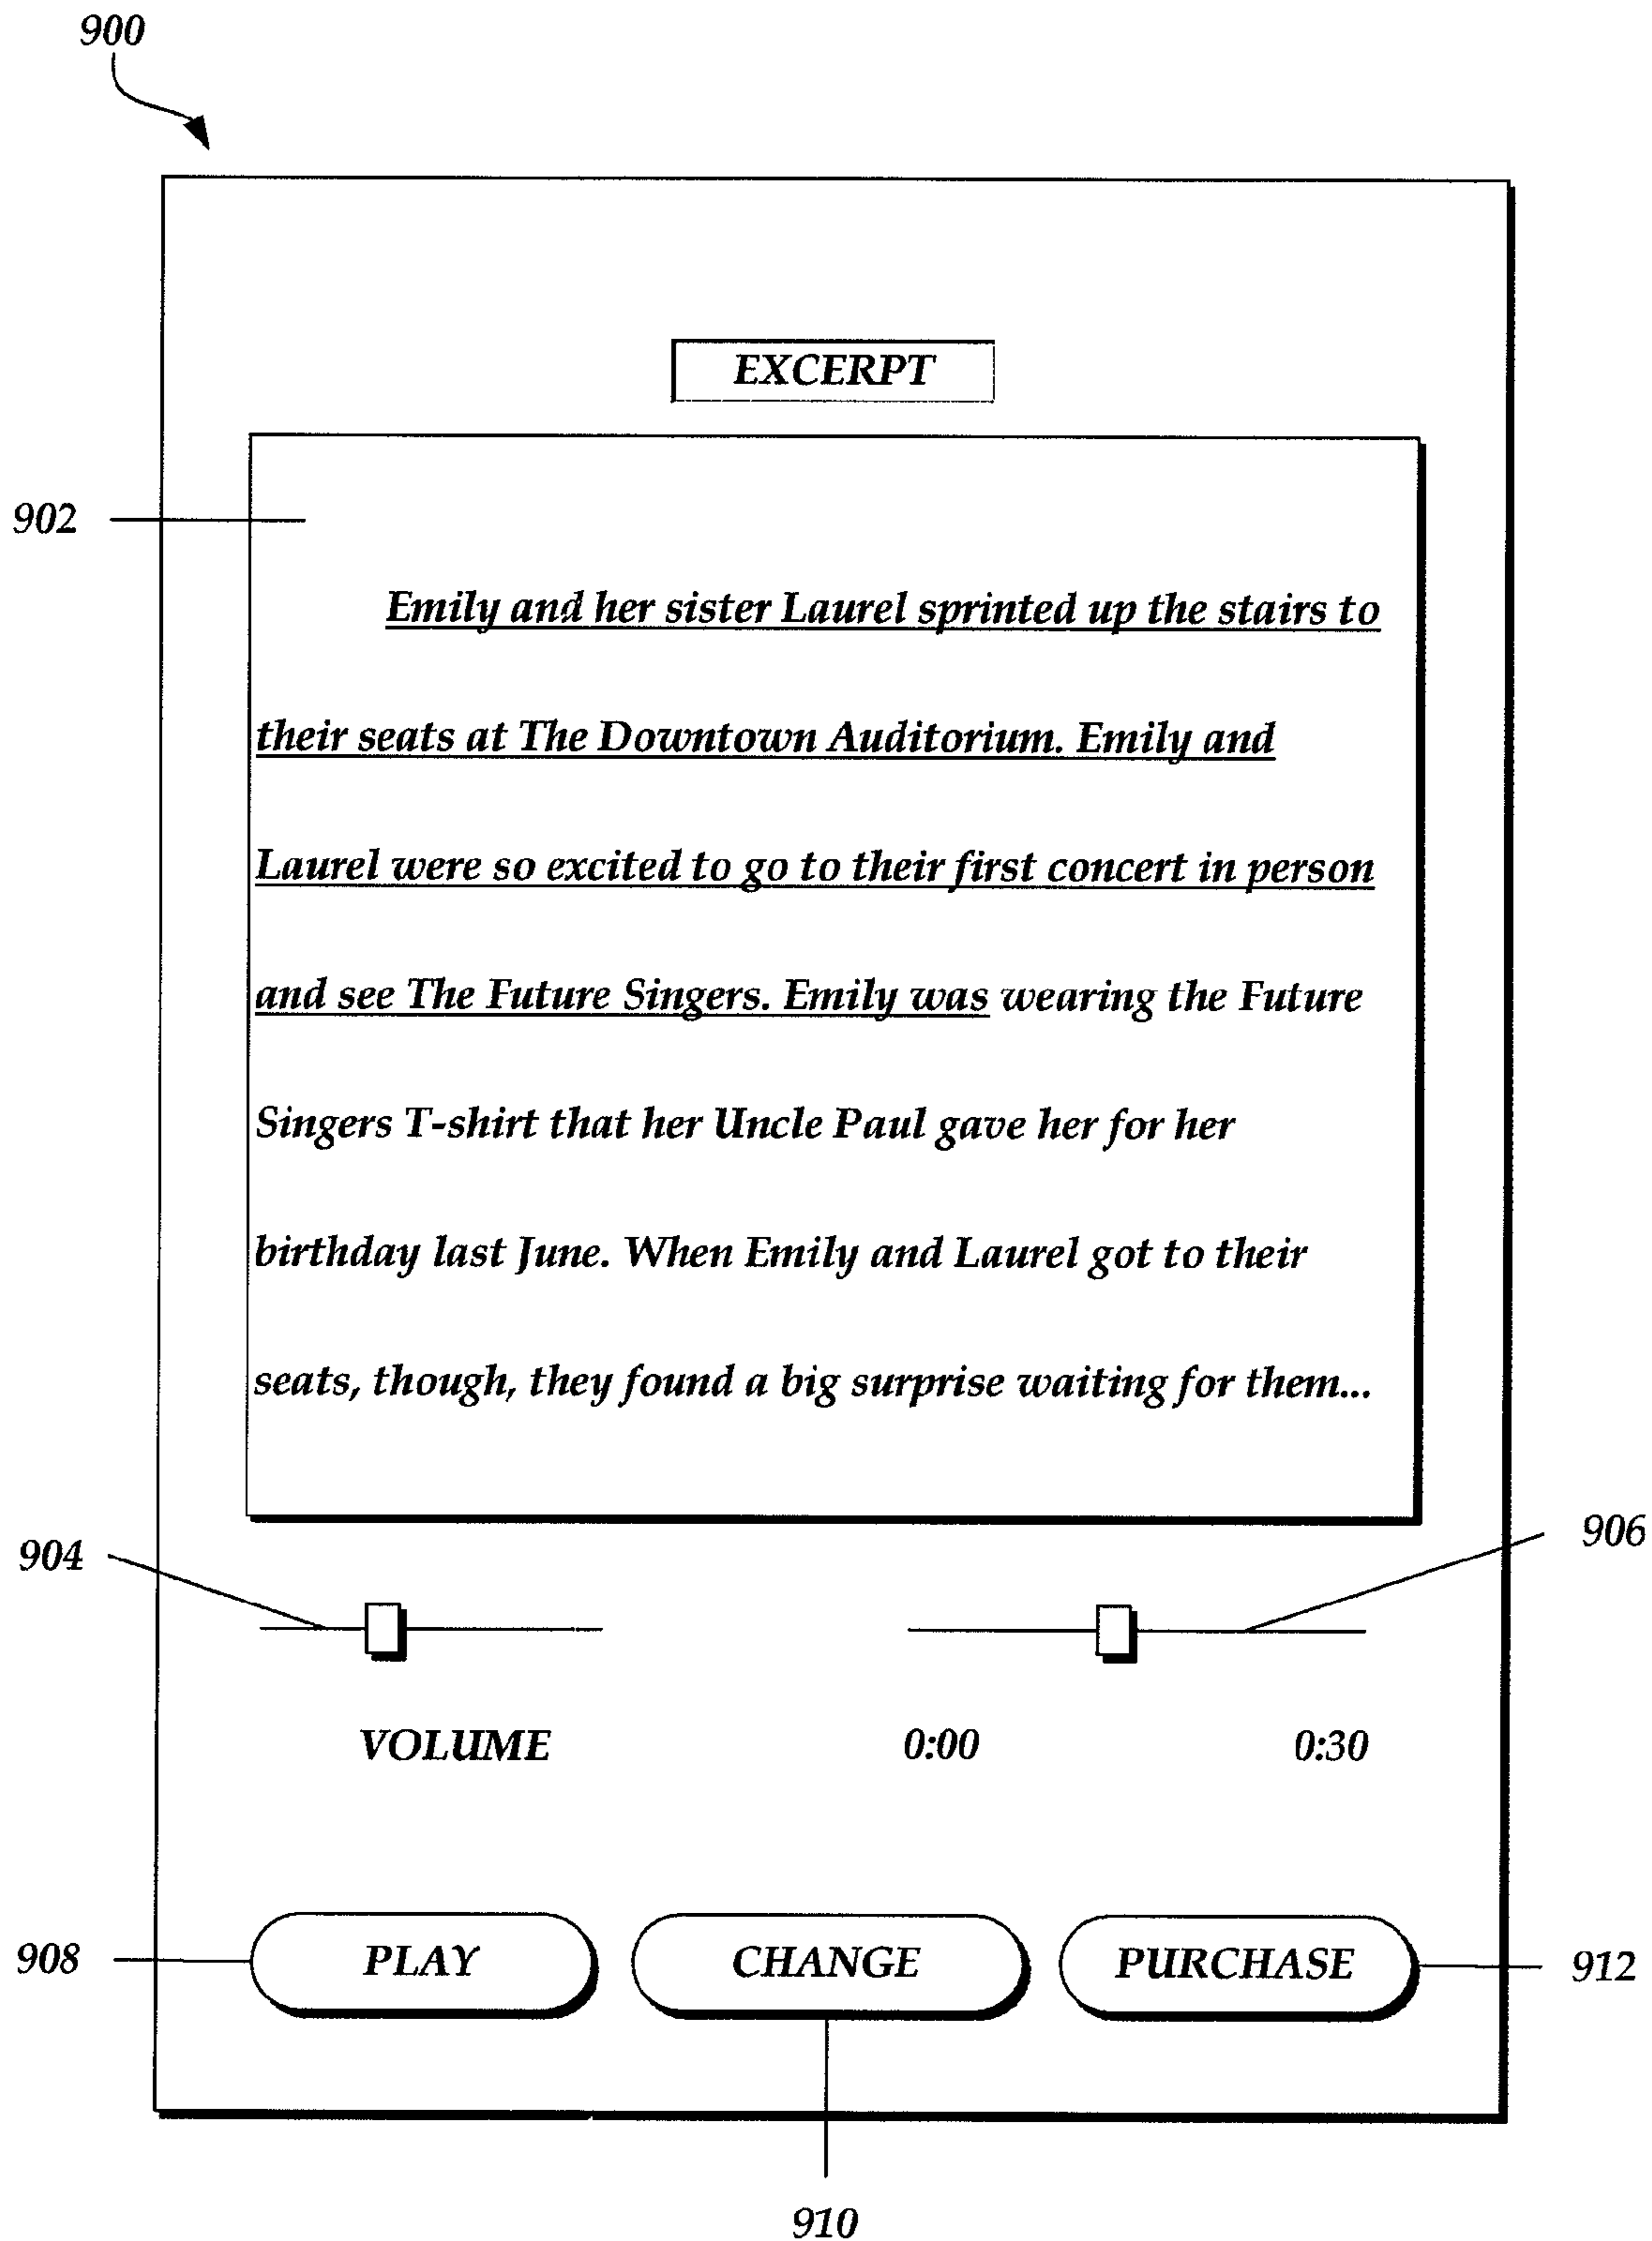 900
EXCERPT
902
Emily and her sister Laurel sprinted up the stairs to
their seats at The Downtown Auditorium. Emily and
Laurel were so excited to go to their first concert in person
and see The Future Singers. Emily was wearing the Future
Singers T-shirt that her Uncle Paul gave her for her
birthday last June. When Emily and Laurel got to their
seats, though, they found a big surprise waiting for them...
904
906
VOLUME
0:00
0:30
908
PLAY
CHANGE
PURCHASE
912
910